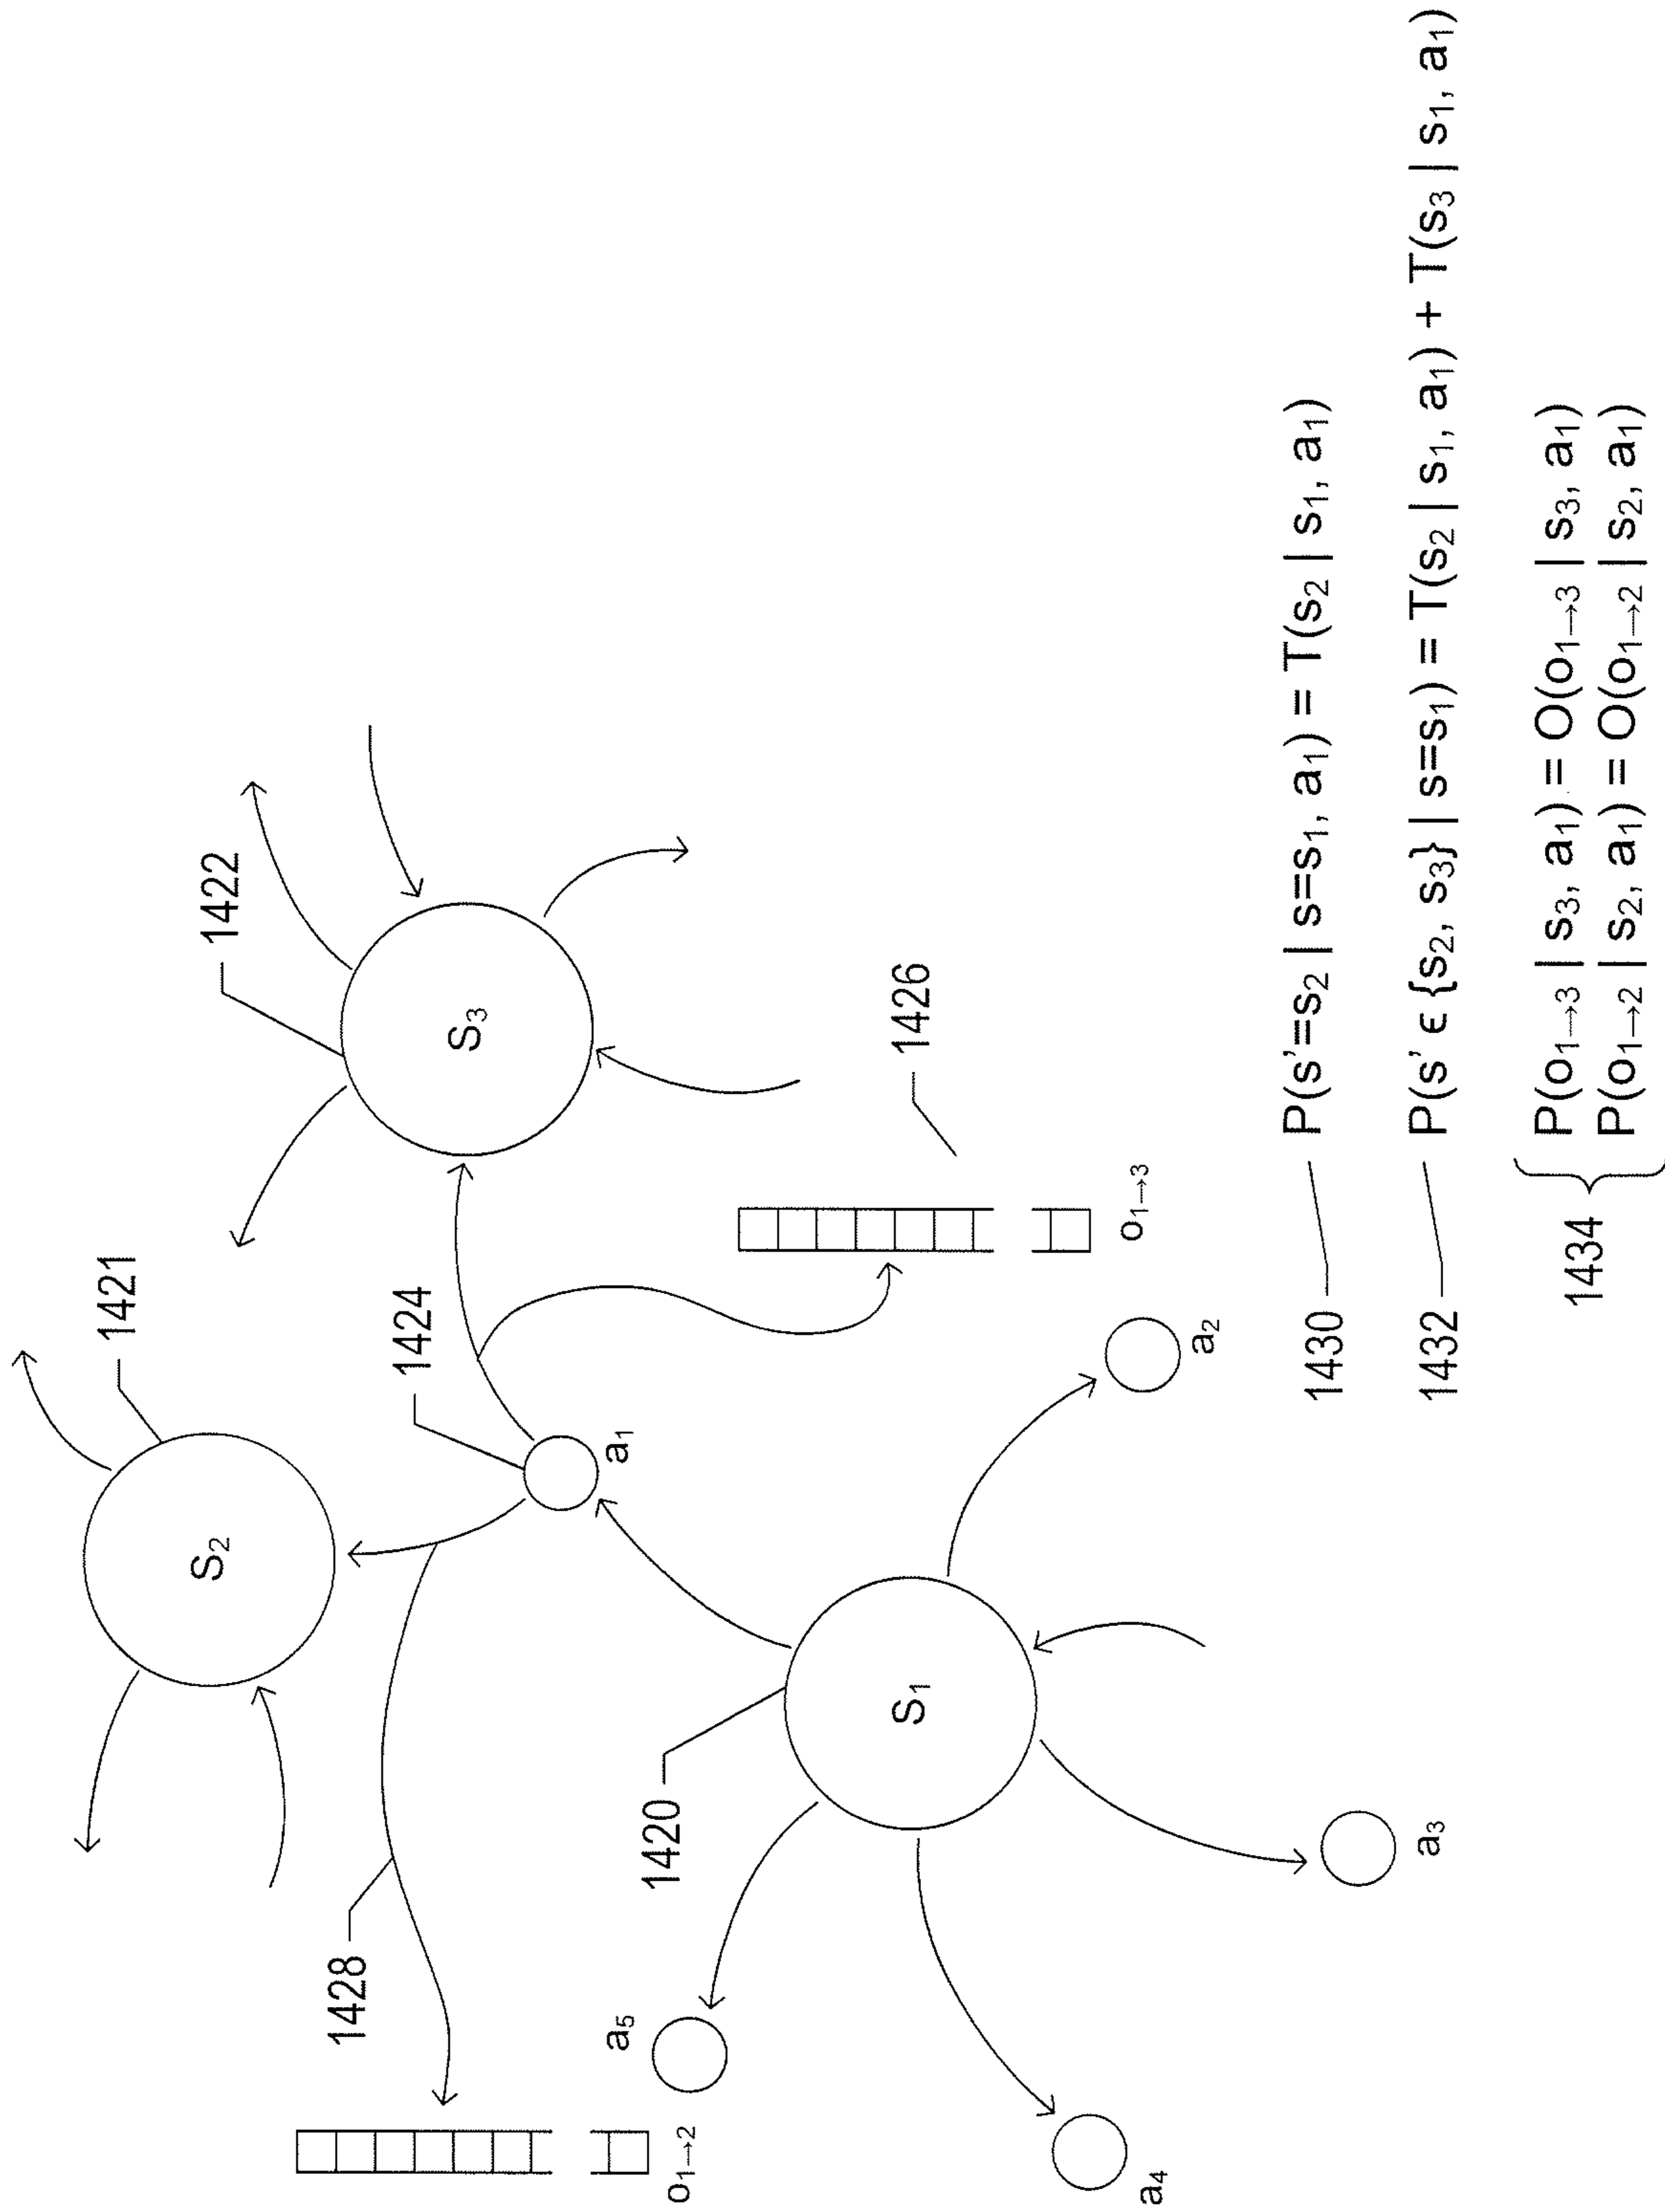 1421
S₂
1422
1424
S₃
1428
a₁
1426
o₁→₂
a₅
1420
S₁
o₁→₃
a₂
a₄
a₃
1430 P(s'=s₂ | s=s₁, a₁) = T(s₂ | s₁, a₁)
1432 P(s' ϵ {s₂, s₃} | s=s₁) = T(s₂ | s₁, a₁) + T(s₃ | s₁, a₁)
1434
P(o₁→₃ | s₃, a₁) = O(o₁→₃ | s₃, a₁)
P(o₁→₂ | s₂, a₁) = O(o₁→₂ | s₂, a₁)